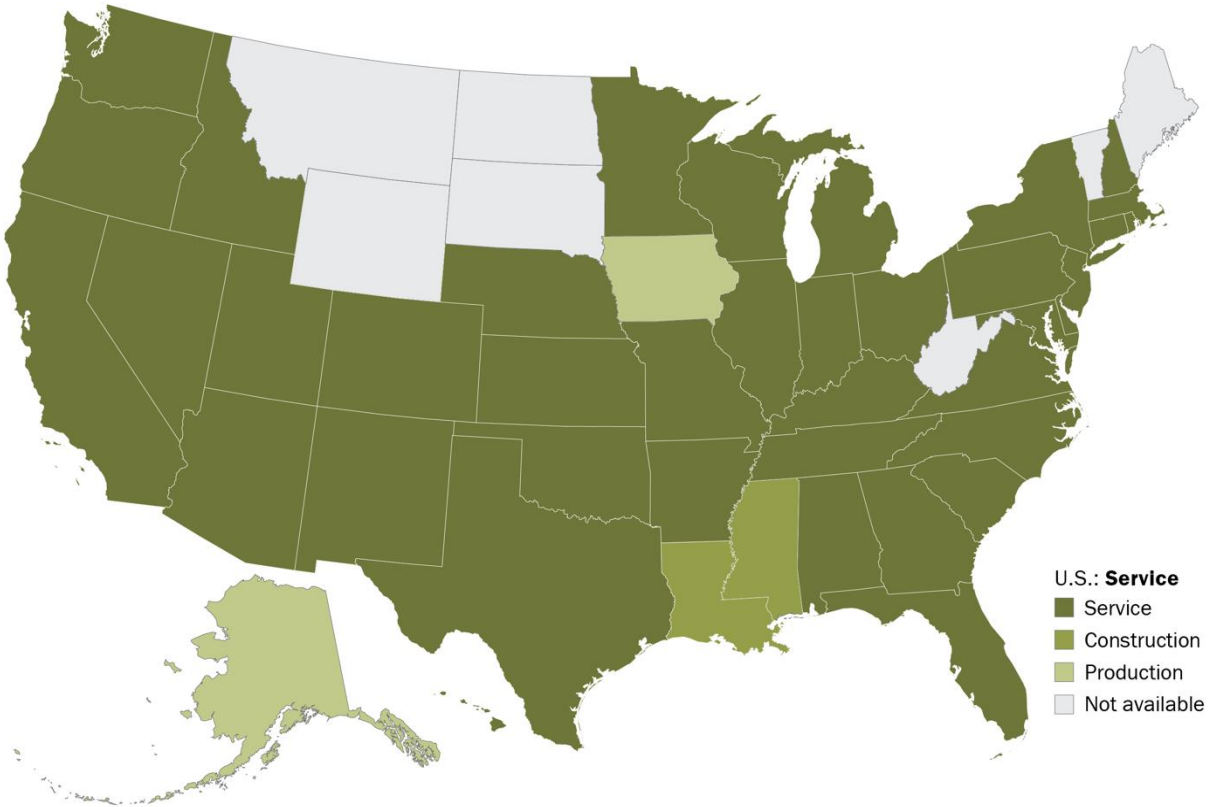 U.S.: Service
Service
Construction
Production
Not available